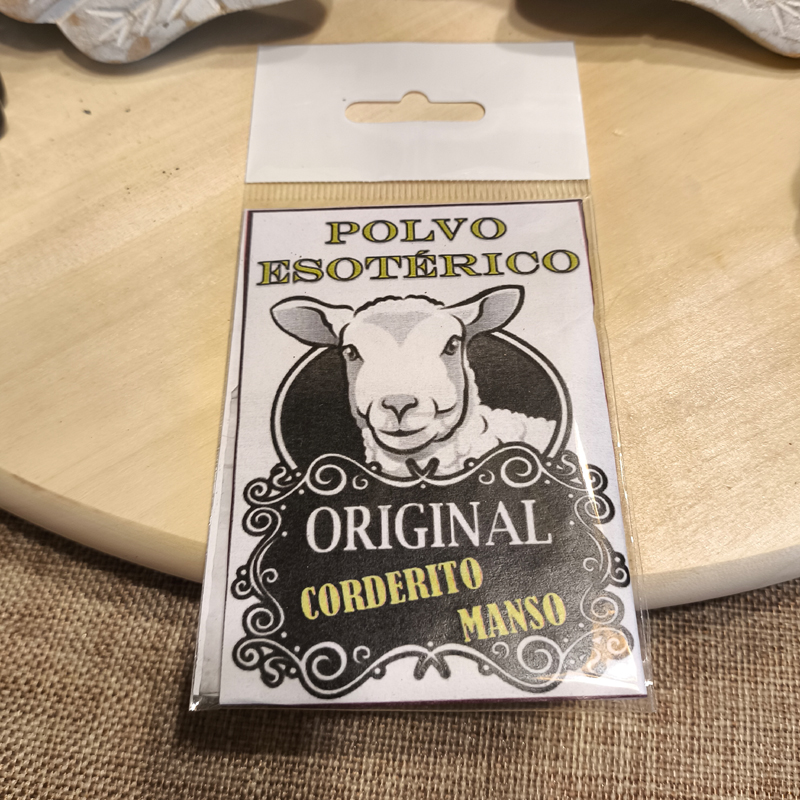 POLVO
ESOTÉRICO
ORIGINAL
CORDERITO
MANSO